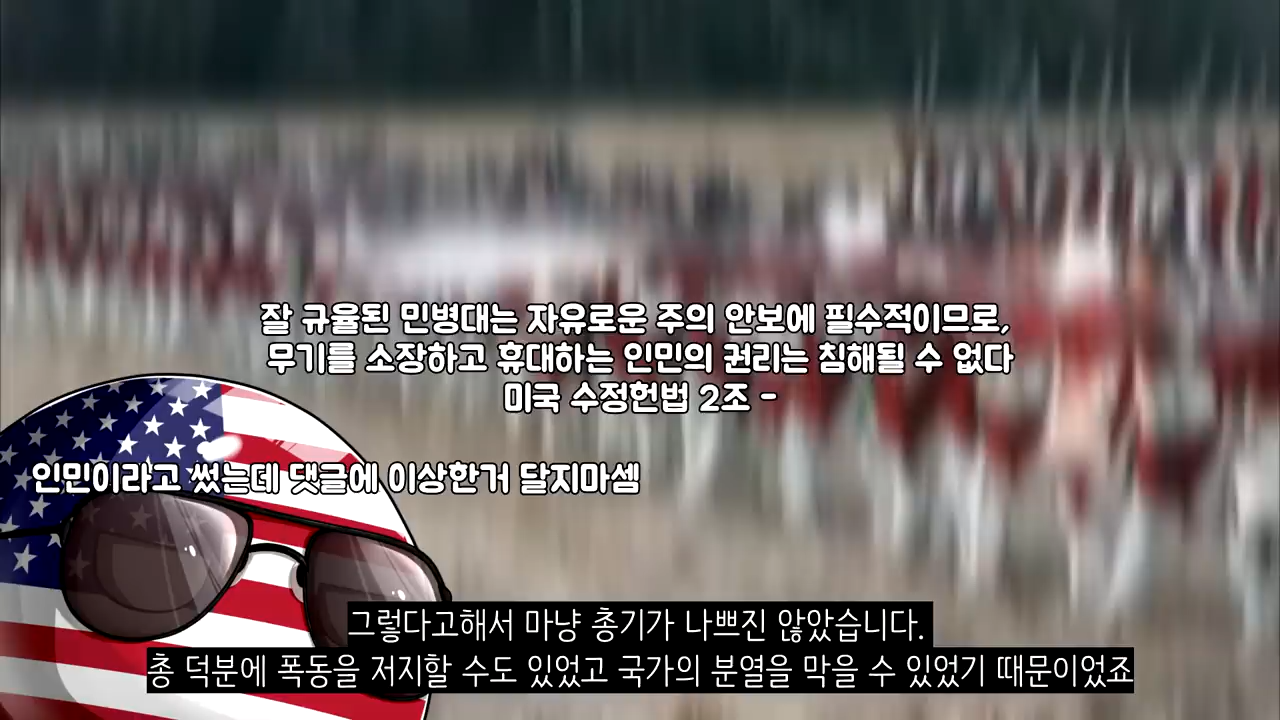 잘 규율된 민병대는 자유로운 주의 안보에 필수적이므로,
무기를 소장하고 휴대하는 인민의 권리는 침해될 수 없다
미국 수정헌법 2조 -
인민이라고 썼는데 댓글에 이상한거 달지마셈
그렇다고해서 마냥 총기가 나쁘진 않았습니다.
총 덕분에 폭동을 저지할 수도 있었고 국가의 분열을 막을 수 있었기 때문이었죠